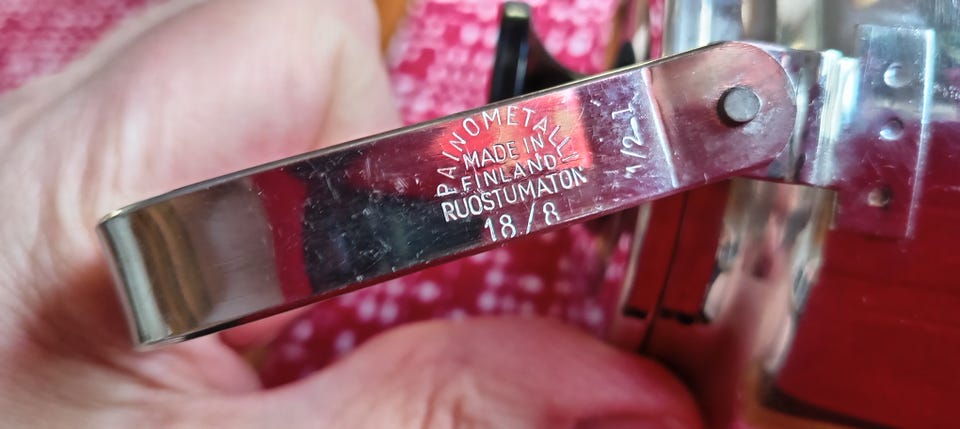 PAINOMETALLI
MADE IN
FINLAND
RUOSTUMATON
18/8
1/2 L